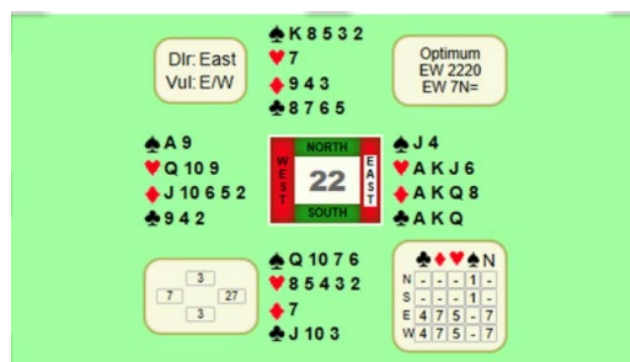 Dlr: East
Vul: E/W
♠ K 8 5 3 2
♥ 7
♦ 9 4 3
♣ 8 7 6 5
Optimum
EW 2220
EW 7N=
♠ A 9
♥ Q 10 9
♦ J 10 6 5 2
♣ 9 4 2
NORTH
WEST
22
EAST
SOUTH
♠ J 4
♥ A K J 6
♦ A K Q 8
♣ A K Q
3
7 27
3
♠ Q 10 7 6
♥ 8 5 4 3 2
♦ 7
♣ J 10 3
♣ ♦ ♥ ♠ N
N - - - 1 -
S - - - 1 -
E 4 7 5 - 7
W 4 7 5 - 7